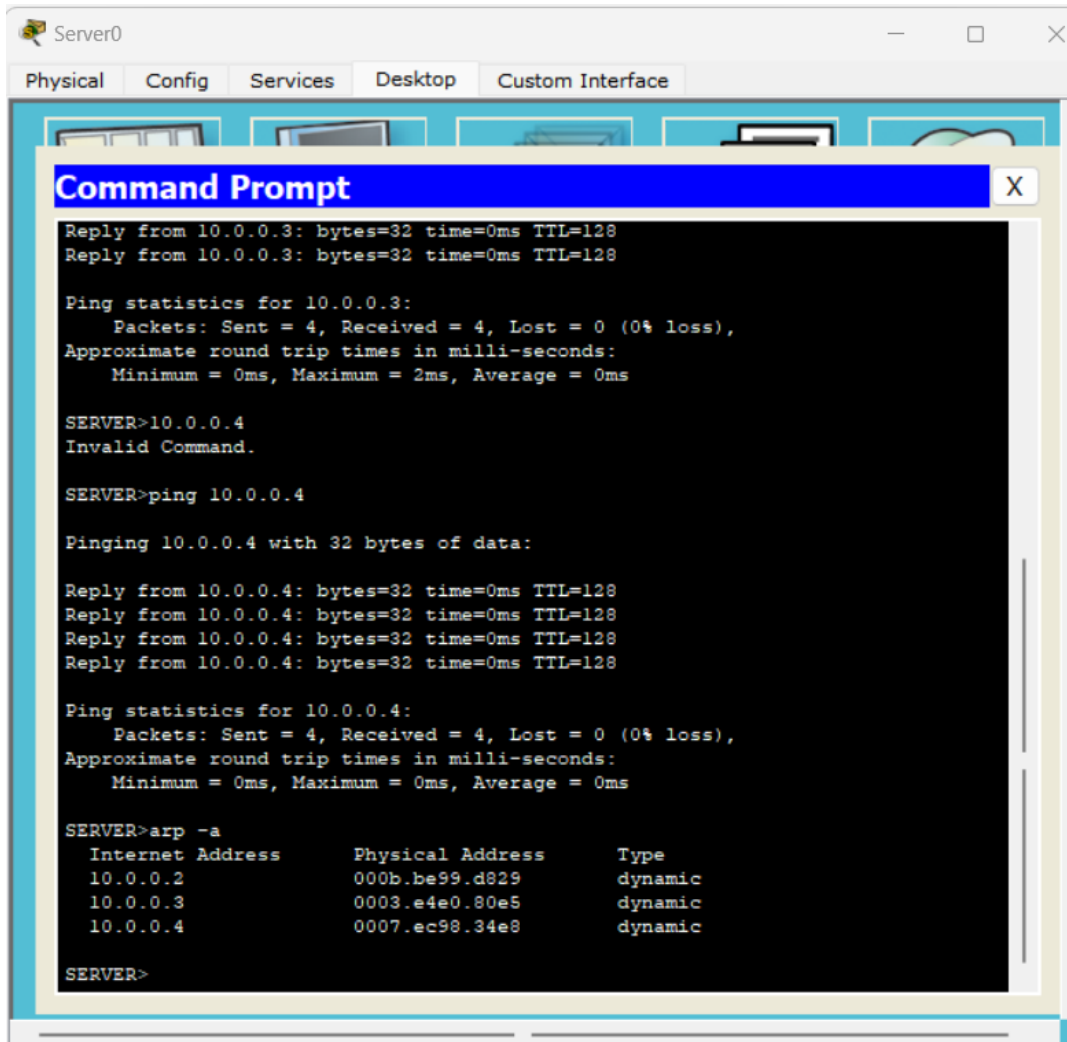 Server0
Physical Config Services Desktop Custom Interface
Command Prompt
X
Reply from 10.0.0.3: bytes=32 time=0ms TTL=128
Reply from 10.0.0.3: bytes=32 time=0ms TTL=128
Ping statistics for 10.0.0.3:
Packets: Sent = 4, Received = 4, Lost = 0 (0% loss),
Approximate round trip times in milli-seconds:
Minimum = 0ms, Maximum = 2ms, Average = 0ms
SERVER>10.0.0.4
Invalid Command.
SERVER>ping 10.0.0.4
Pinging 10.0.0.4 with 32 bytes of data:
Reply from 10.0.0.4: bytes=32 time=0ms TTL=128
Reply from 10.0.0.4: bytes=32 time=0ms TTL=128
Reply from 10.0.0.4: bytes=32 time=0ms TTL=128
Reply from 10.0.0.4: bytes=32 time=0ms TTL=128
Ping statistics for 10.0.0.4:
Packets: Sent = 4, Received = 4, Lost = 0 (0% loss),
Approximate round trip times in milli-seconds:
Minimum = 0ms, Maximum = 0ms, Average = 0ms
SERVER>arp -a
Internet Address Physical Address Type
10.0.0.2 000b.be99.d829 dynamic
10.0.0.3 0003.e4e0.80e5 dynamic
10.0.0.4 0007.ec98.34e8 dynamic
SERVER>